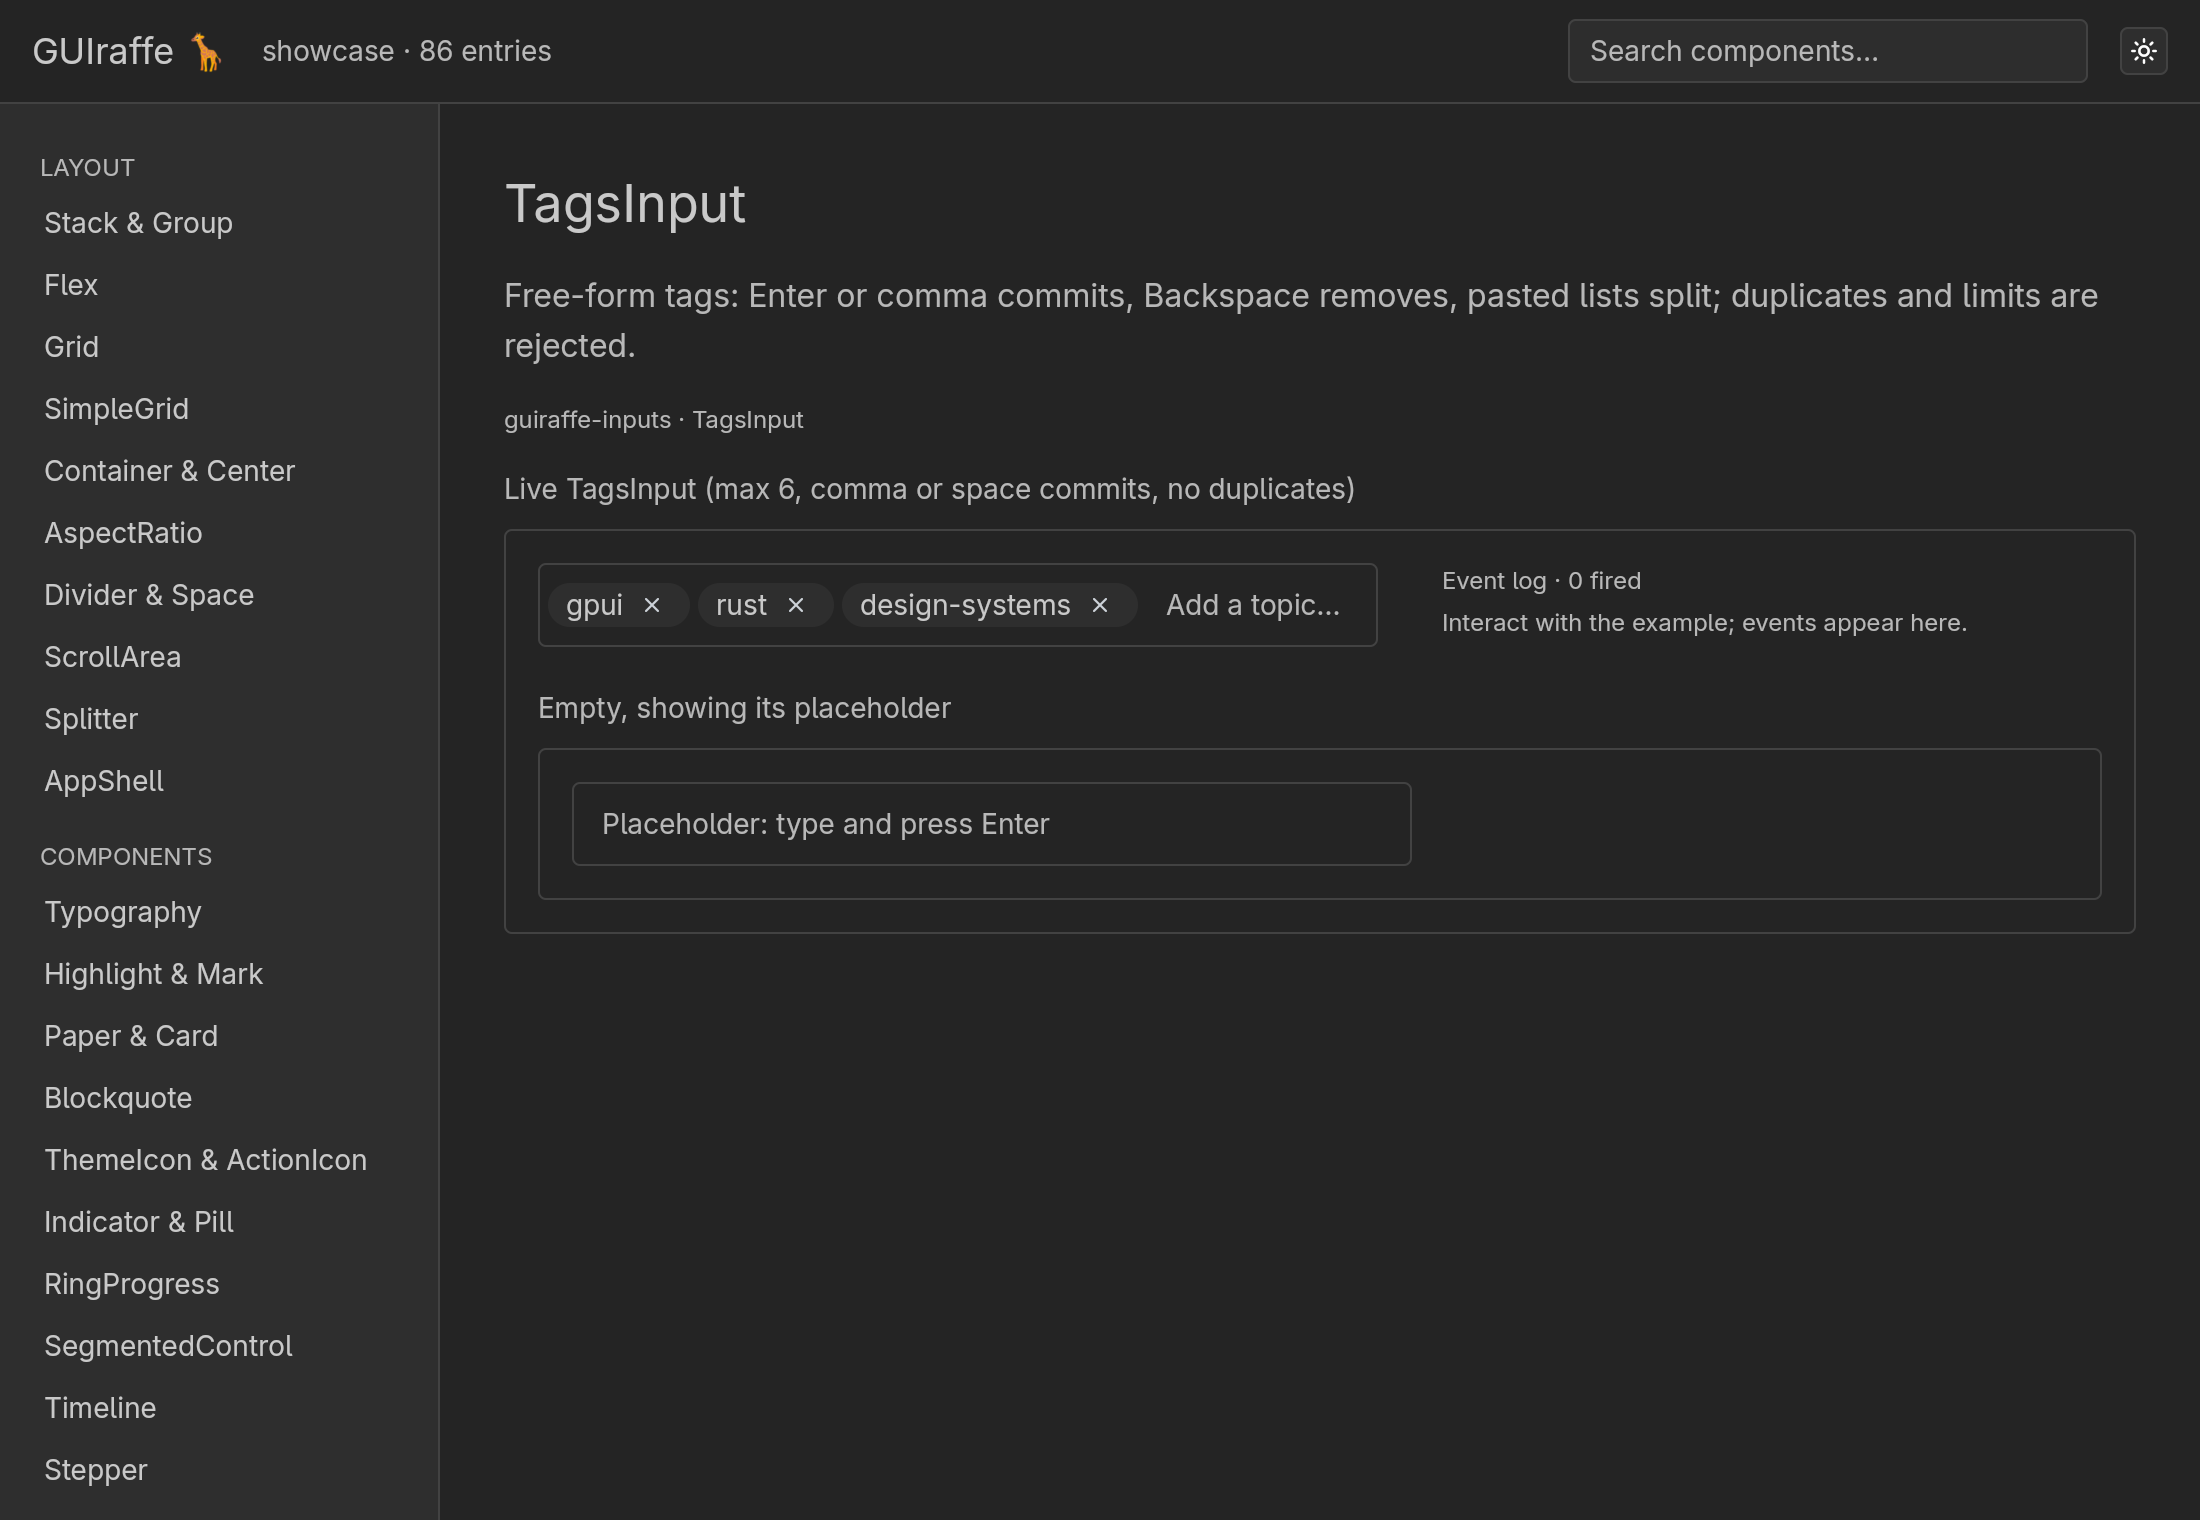 GUIraffe 🦒 showcase · 86 entries
Search components...
LAYOUT
Stack & Group
Flex
Grid
SimpleGrid
Container & Center
AspectRatio
Divider & Space
ScrollArea
Splitter
AppShell
COMPONENTS
Typography
Highlight & Mark
Paper & Card
Blockquote
ThemeIcon & ActionIcon
Indicator & Pill
RingProgress
SegmentedControl
Timeline
Stepper
TagsInput
Free-form tags: Enter or comma commits, Backspace removes, pasted lists split; duplicates and limits are
rejected.
guiraffe-inputs · TagsInput
Live TagsInput (max 6, comma or space commits, no duplicates)
gpui × rust × design-systems × Add a topic...
Event log · 0 fired
Interact with the example; events appear here.
Empty, showing its placeholder
Placeholder: type and press Enter